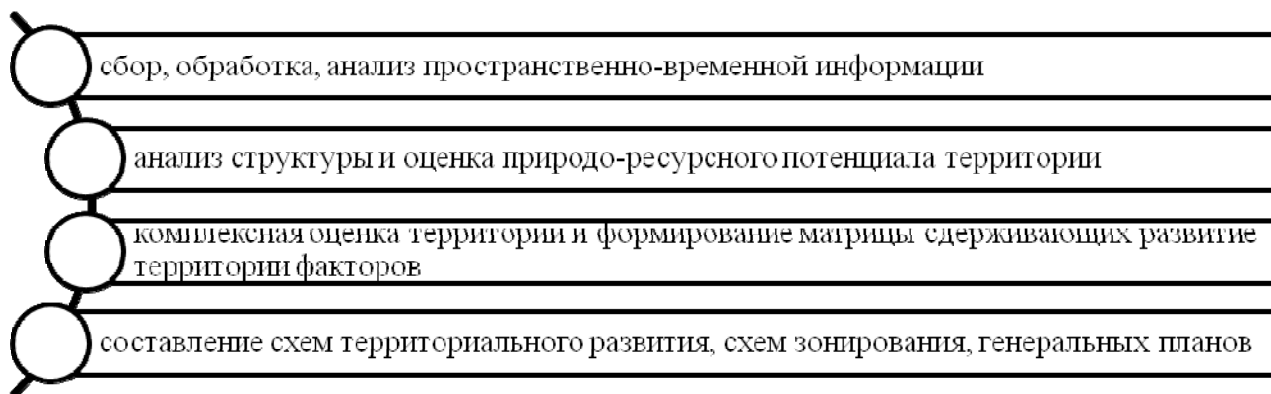 сбор, обработка, анализ пространственно-временной информации
анализ структуры и оценка природо-ресурсного потенциала территории
комплексная оценка территории и формирование матрицы сдерживающих развитие
территории факторов
составление схем территориального развития, схем зонирования, генеральных планов